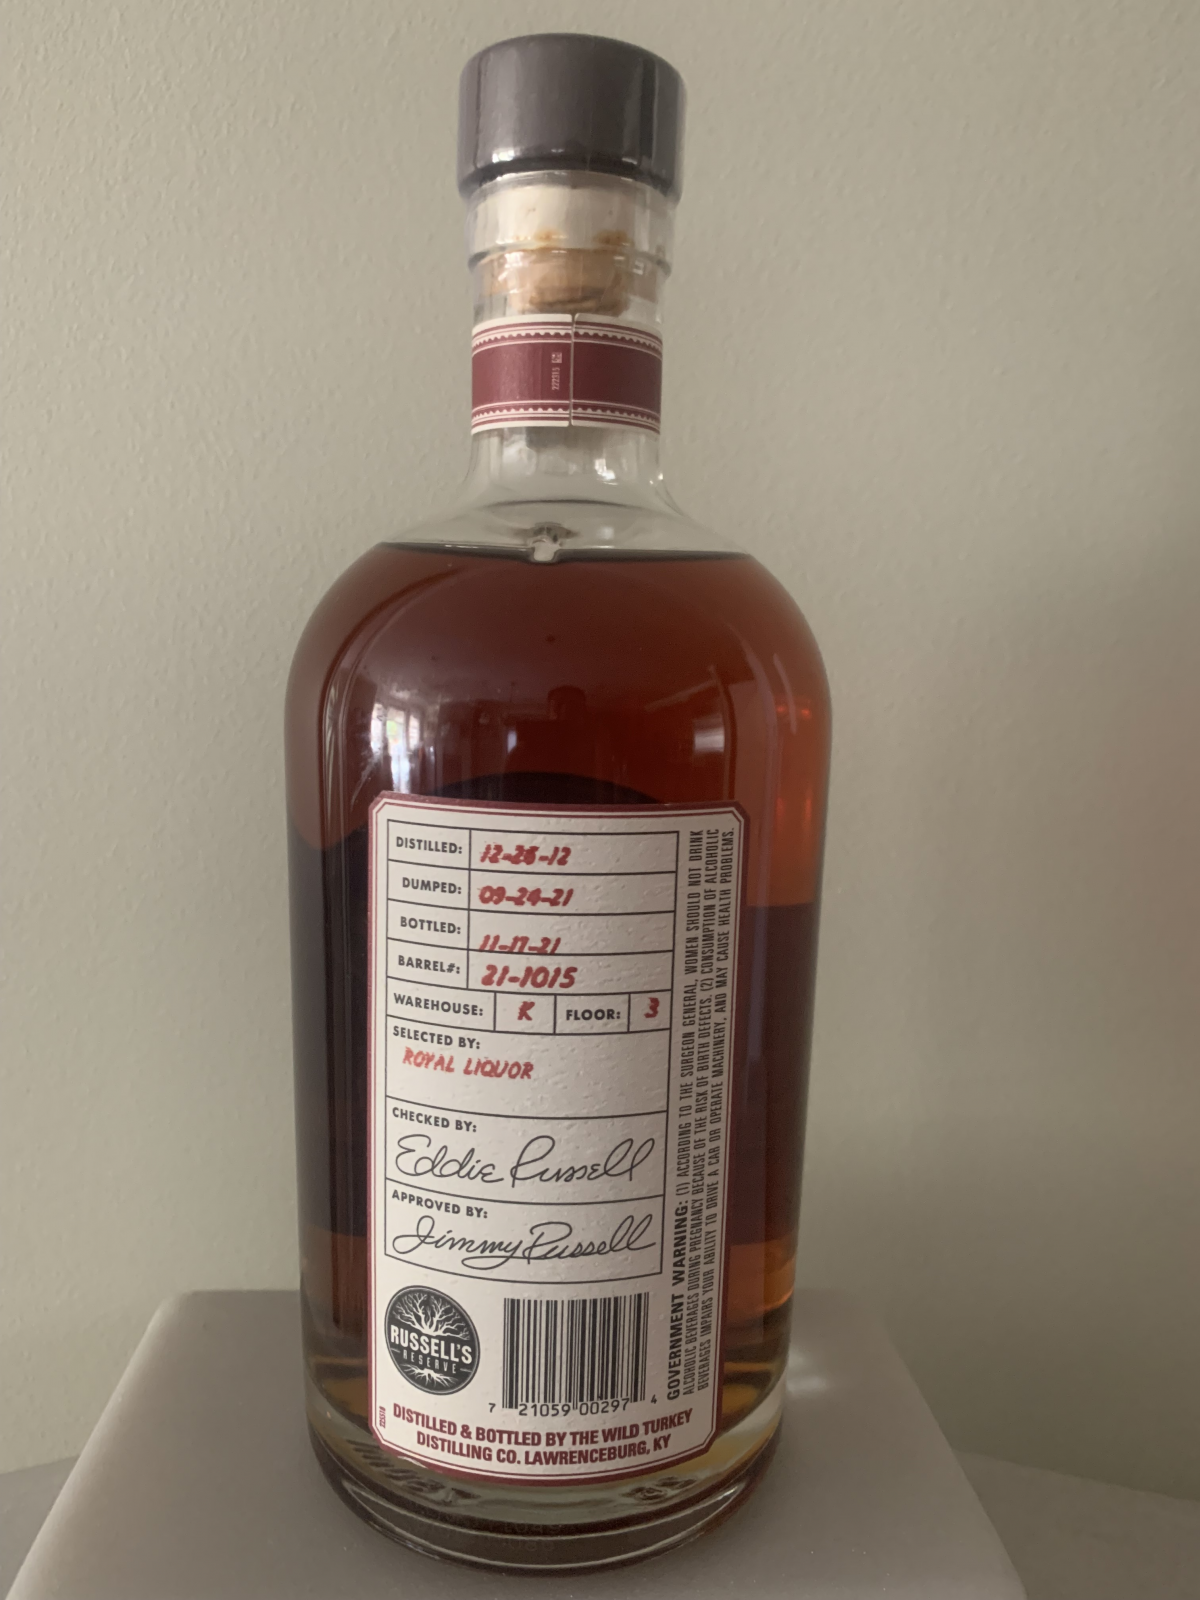 DISTILLED: 12-26-12
DUMPED: 09-24-21
BOTTLED: 11-17-21
BARREL#: 21-1015
WAREHOUSE: K FLOOR: 3
SELECTED BY:
ROYAL LIQUOR
CHECKED BY:
Eddie Russell
APPROVED BY:
Jimmy Russell
RUSSELL'S
RESERVE
7 21059 00297 4
DISTILLED & BOTTLED BY THE WILD TURKEY
DISTILLING CO. LAWRENCEBURG, KY
GOVERNMENT WARNING: (1) ACCORDING TO THE SURGEON GENERAL, WOMEN SHOULD NOT DRINK
ALCOHOLIC BEVERAGES DURING PREGNANCY BECAUSE OF THE RISK OF BIRTH DEFECTS. (2) CONSUMPTION OF ALCOHOLIC
BEVERAGES IMPAIRS YOUR ABILITY TO DRIVE A CAR OR OPERATE MACHINERY, AND MAY CAUSE HEALTH PROBLEMS.